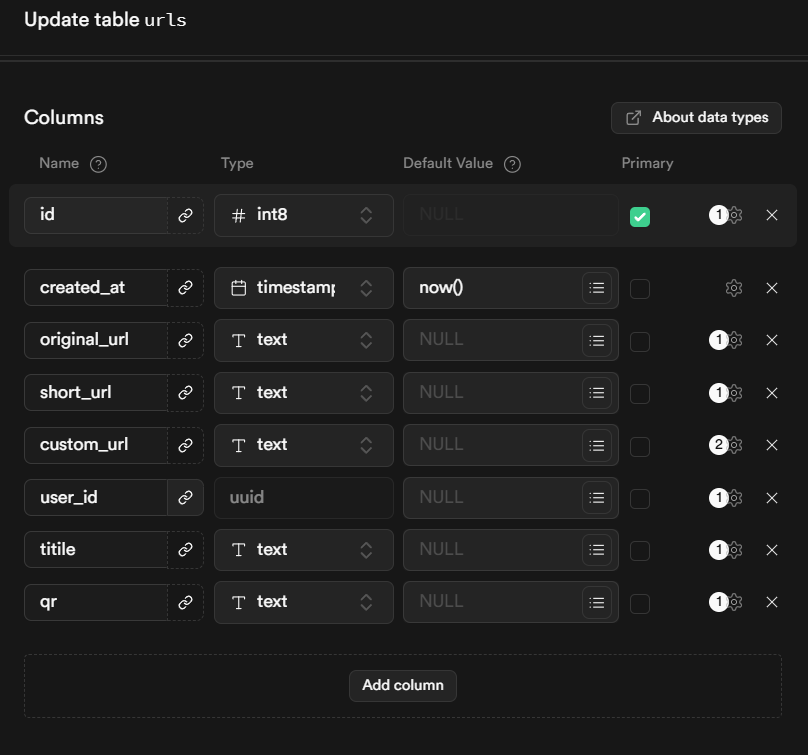 Update table urls
Columns
About data types
Name ?
Type
Default Value ?
Primary
id # int8 NULL 1
created_at timestamp now()
original_url T text NULL 1
short_url T text NULL 1
custom_url T text NULL 2
user_id uuid NULL 1
titile T text NULL 1
qr T text NULL 1
Add column